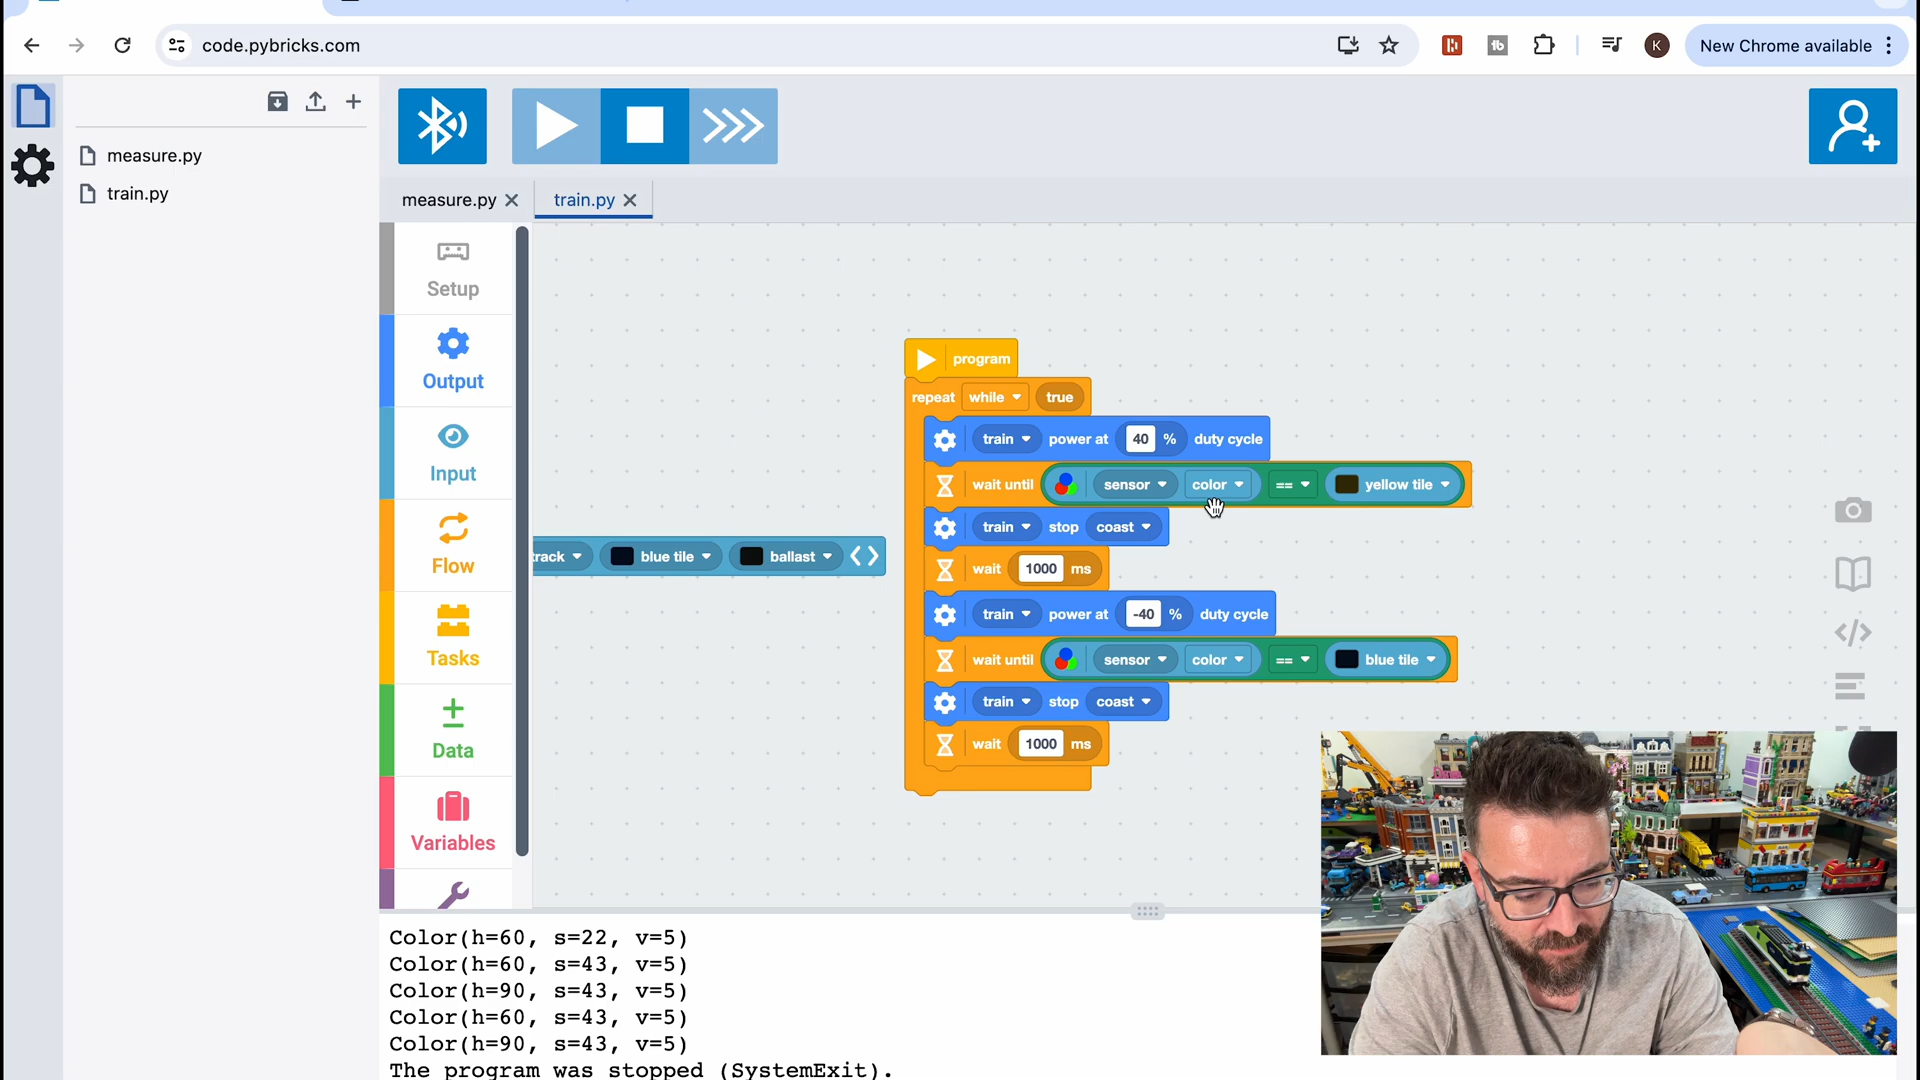 code.pybricks.com
K
New Chrome available
measure.py
train.py
measure.py
train.py
Setup
Output
Input
Flow
Tasks
Data
Variables
program
repeat while true
train power at 40 % duty cycle
wait until sensor color == yellow tile
train stop coast
track blue tile ballast
wait 1000 ms
train power at -40 % duty cycle
wait until sensor color == blue tile
train stop coast
wait 1000 ms
Color(h=60, s=22, v=5)
Color(h=60, s=43, v=5)
Color(h=90, s=43, v=5)
Color(h=60, s=43, v=5)
Color(h=90, s=43, v=5)
The program was stopped (SystemExit).